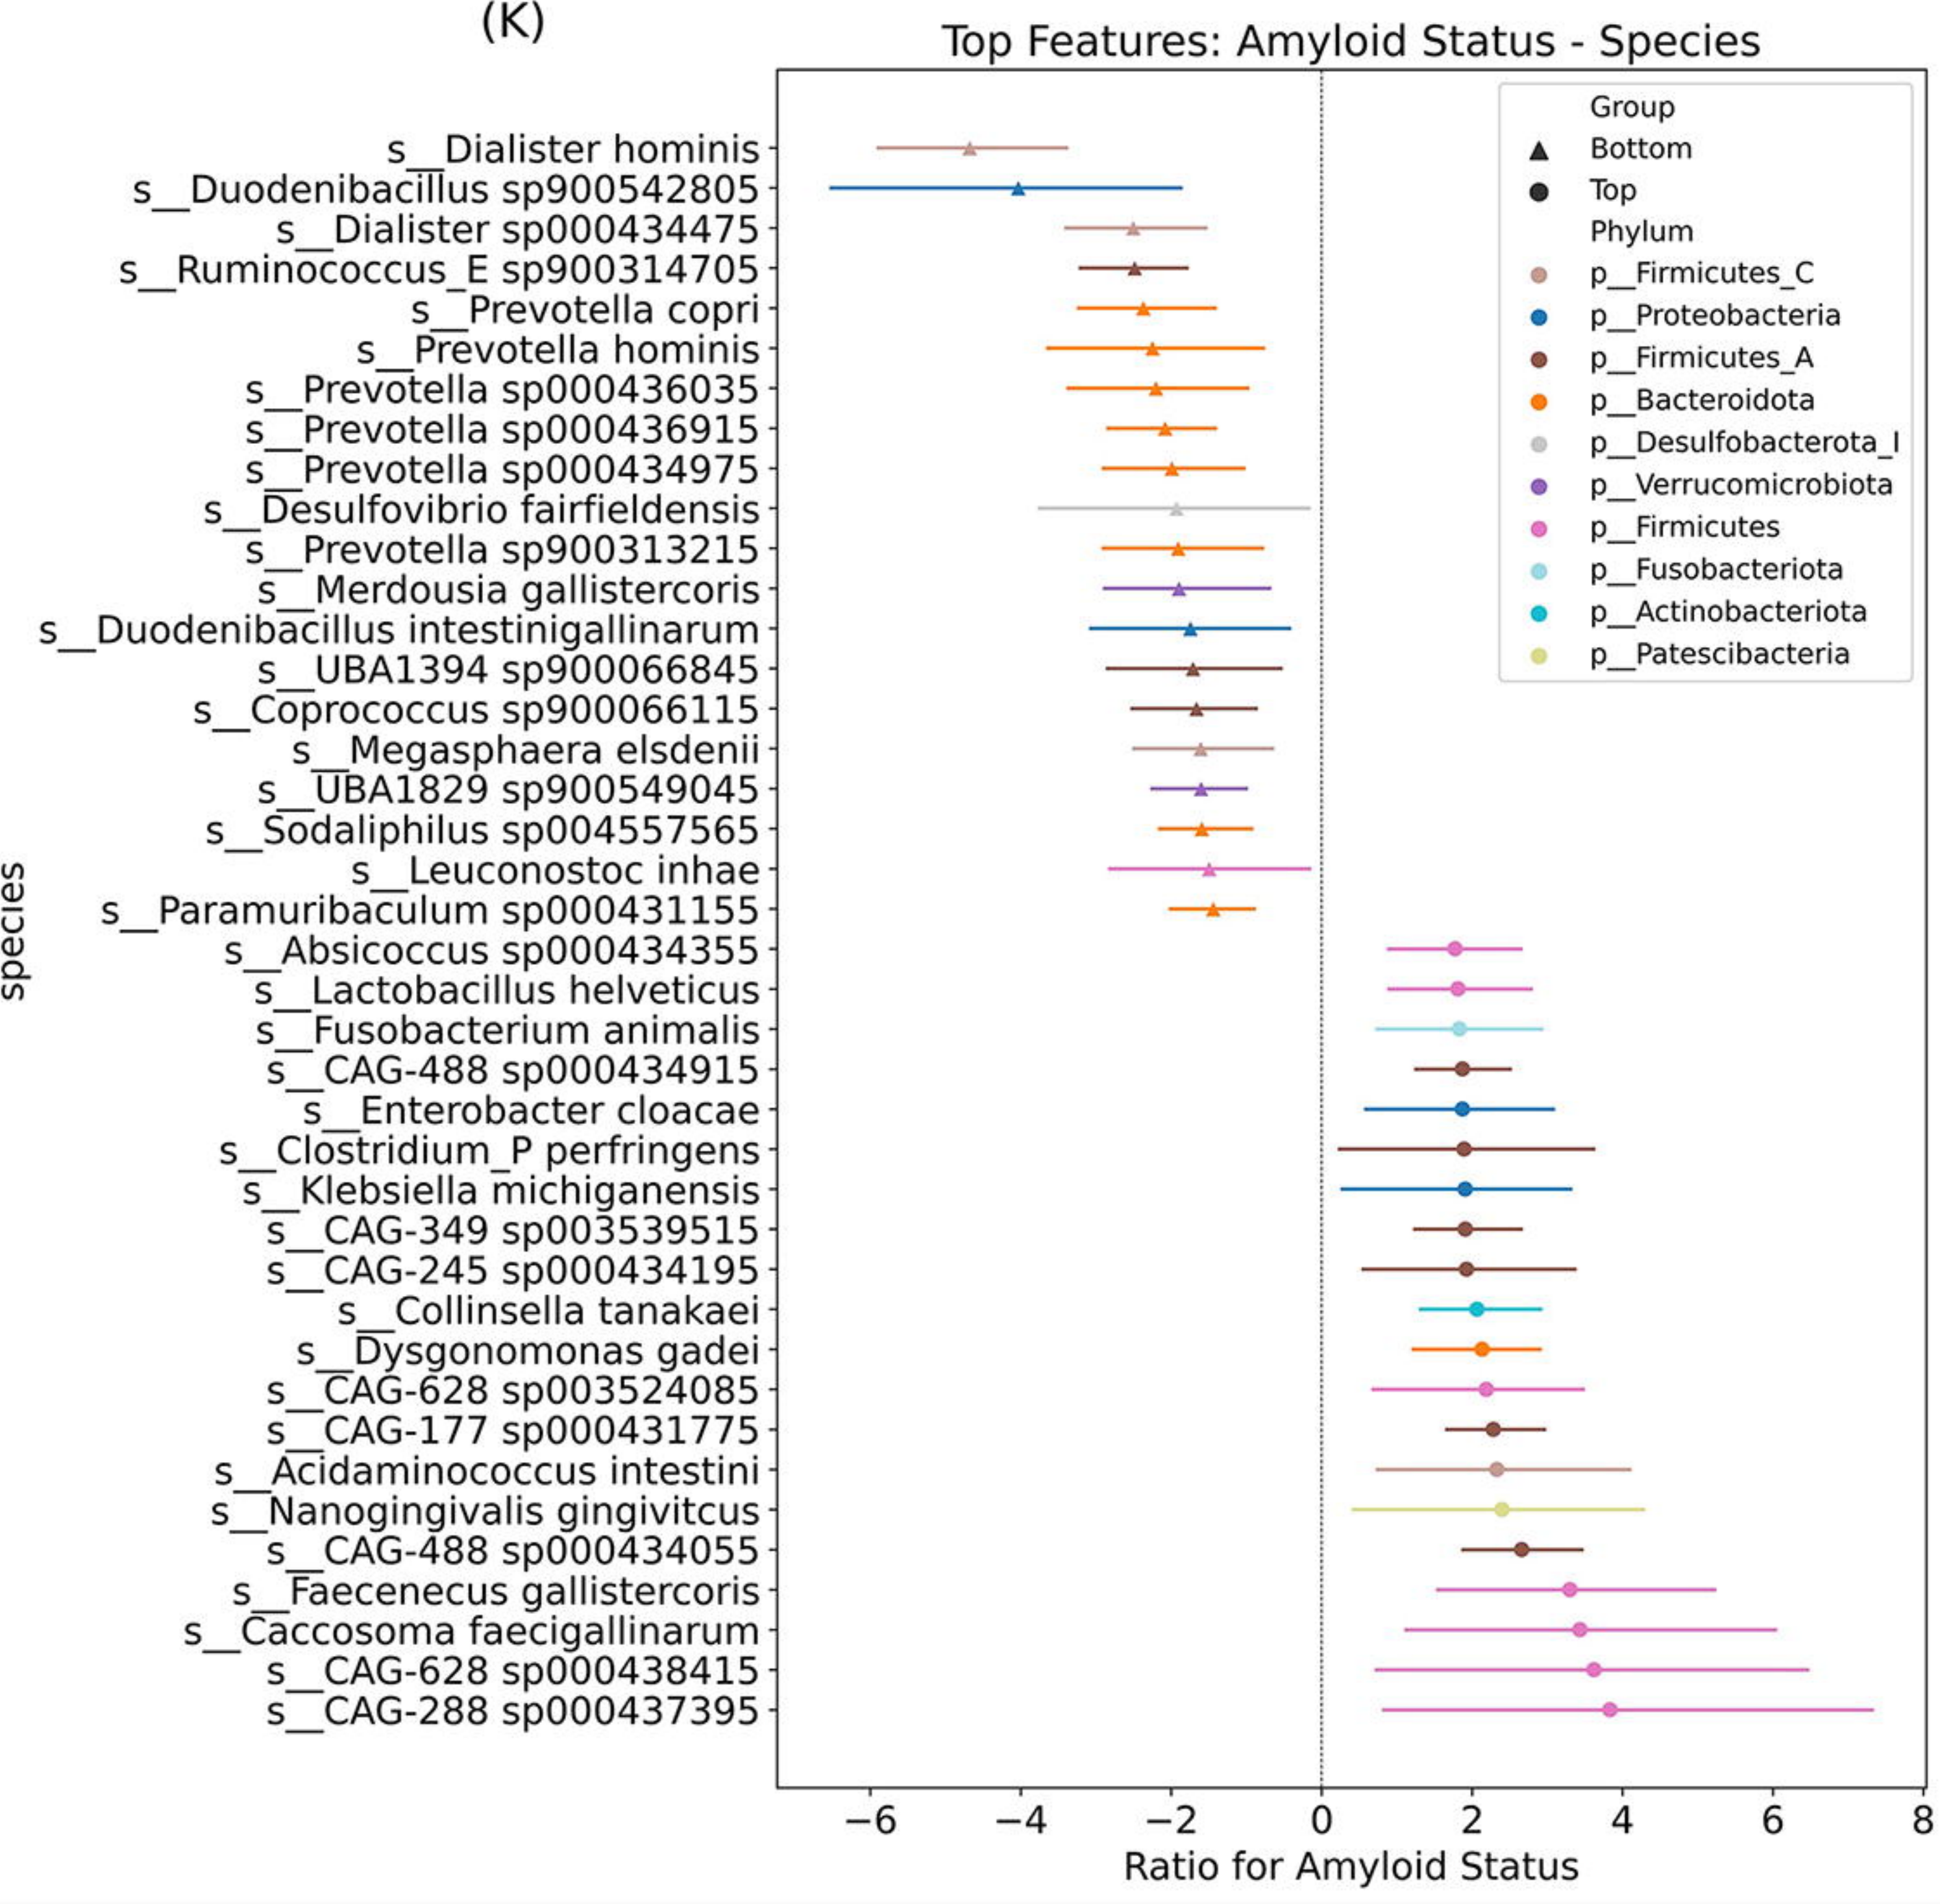 (K)
Top Features: Amyloid Status - Species
Group
Bottom
Top
Phylum
p__Firmicutes_C
p__Proteobacteria
p__Firmicutes_A
p__Bacteroidota
p__Desulfobacterota_I
p__Verrucomicrobiota
p__Firmicutes
p__Fusobacteriota
p__Actinobacteriota
p__Patescibacteria
species
s__Dialister hominis
s__Duodenibacillus sp900542805
s__Dialister sp000434475
s__Ruminococcus_E sp900314705
s__Prevotella copri
s__Prevotella hominis
s__Prevotella sp000436035
s__Prevotella sp000436915
s__Prevotella sp000434975
s__Desulfovibrio fairfieldensis
s__Prevotella sp900313215
s__Merdousia gallistercoris
s__Duodenibacillus intestinigallinarum
s__UBA1394 sp900066845
s__Coprococcus sp900066115
s__Megasphaera elsdenii
s__UBA1829 sp900549045
s__Sodaliphilus sp004557565
s__Leuconostoc inhae
s__Paramuribaculum sp000431155
s__Absicoccus sp000434355
s__Lactobacillus helveticus
s__Fusobacterium animalis
s__CAG-488 sp000434915
s__Enterobacter cloacae
s__Clostridium_P perfringens
s__Klebsiella michiganensis
s__CAG-349 sp003539515
s__CAG-245 sp000434195
s__Collinsella tanakaei
s__Dysgonomonas gadei
s__CAG-628 sp003524085
s__CAG-177 sp000431775
s__Acidaminococcus intestini
s__Nanogingivalis gingivitcus
s__CAG-488 sp000434055
s__Faecenecus gallistercoris
s__Caccosoma faecigallinarum
s__CAG-628 sp000438415
s__CAG-288 sp000437395
−6 −4 −2 0 2 4 6 8
Ratio for Amyloid Status